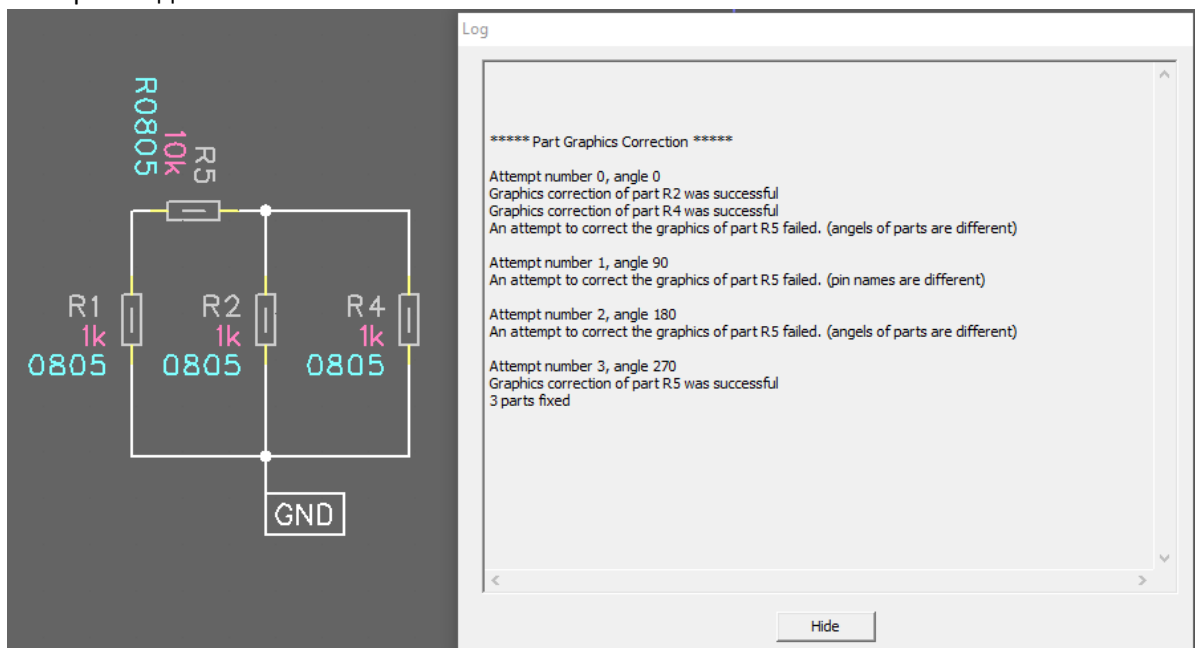 Log
***** Part Graphics Correction *****
Attempt number 0, angle 0
Graphics correction of part R2 was successful
Graphics correction of part R4 was successful
An attempt to correct the graphics of part R5 failed. (angels of parts are different)
Attempt number 1, angle 90
An attempt to correct the graphics of part R5 failed. (pin names are different)
Attempt number 2, angle 180
An attempt to correct the graphics of part R5 failed. (angels of parts are different)
Attempt number 3, angle 270
Graphics correction of part R5 was successful
3 parts fixed
Hide
R0805
10k
R5
R1
1k
0805
R2
1k
0805
R4
1k
0805
GND